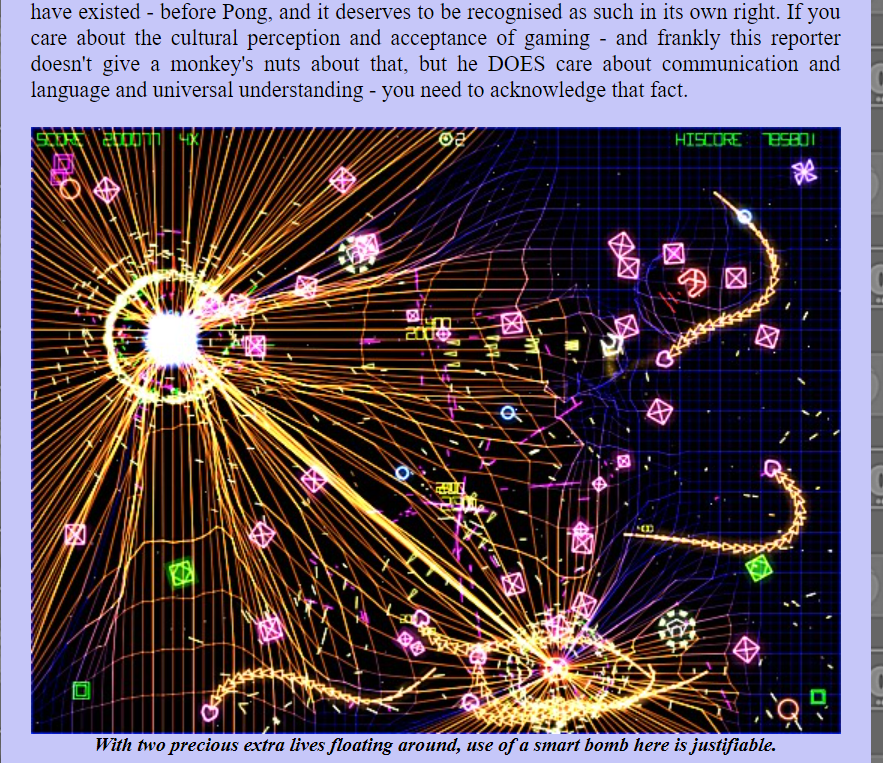 have existed - before Pong, and it deserves to be recognised as such in its own right. If you
care about the cultural perception and acceptance of gaming - and frankly this reporter
doesn't give a monkey's nuts about that, but he DOES care about communication and
language and universal understanding - you need to acknowledge that fact.
SCORE 200077 4X 2 HISCORE 785801
With two precious extra lives floating around, use of a smart bomb here is justifiable.